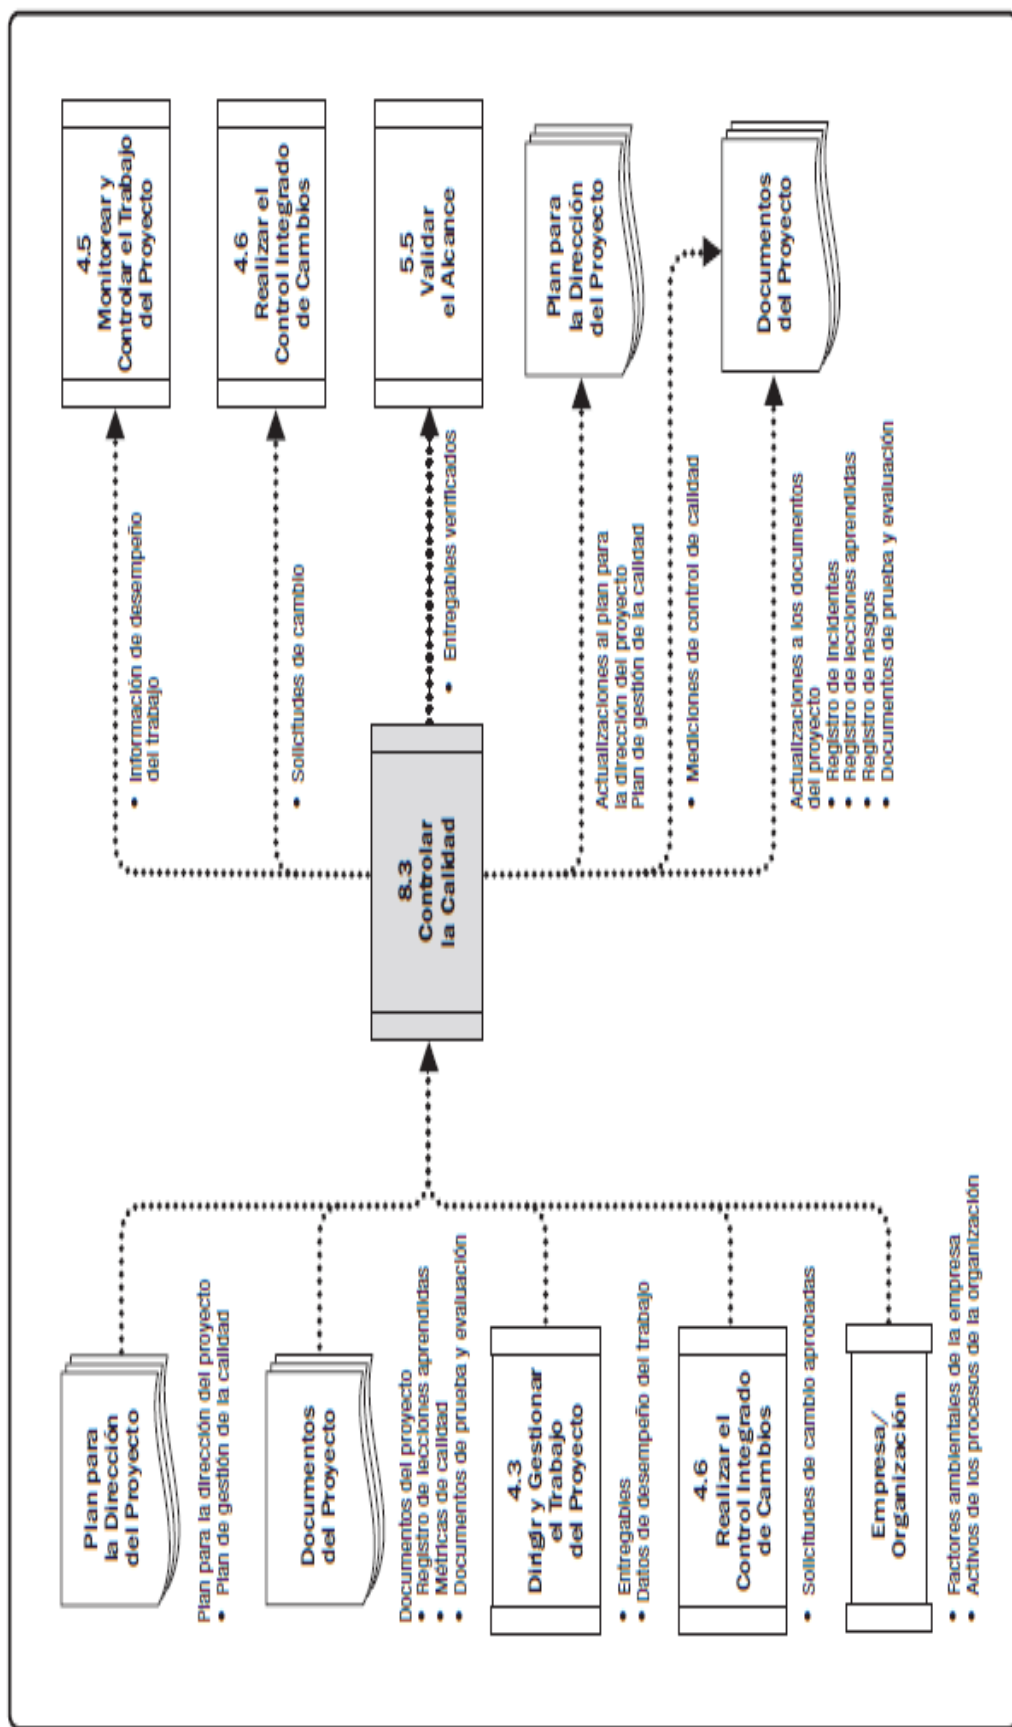 Plan para
la Dirección
del Proyecto
Plan para la dirección del proyecto
• Plan de gestión de la calidad
Documentos
del Proyecto
Documentos del proyecto
• Registro de lecciones aprendidas
• Métricas de calidad
• Documentos de prueba y evaluación
4.3
Dirigir y Gestionar
el Trabajo
del Proyecto
• Entregables
• Datos de desempeño del trabajo
4.6
Realizar el
Control Integrado
de Cambios
• Solicitudes de cambio aprobadas
Empresa/
Organización
• Factores ambientales de la empresa
• Activos de los procesos de la organización
8.3
Controlar
la Calidad
• Información de desempeño
del trabajo
• Solicitudes de cambio
• Entregables verificados
Actualizaciones al plan para
la dirección del proyecto
Plan de gestión de la calidad
• Mediciones de control de calidad
Actualizaciones a los documentos
del proyecto
• Registro de Incidentes
• Registro de lecciones aprendidas
• Registro de riesgos
• Documentos de prueba y evaluación
4.5
Monitorear y
Controlar el Trabajo
del Proyecto
4.6
Realizar el
Control Integrado
de Cambios
5.5
Validar
el Alcance
Plan para
la Dirección
del Proyecto
Documentos
del Proyecto